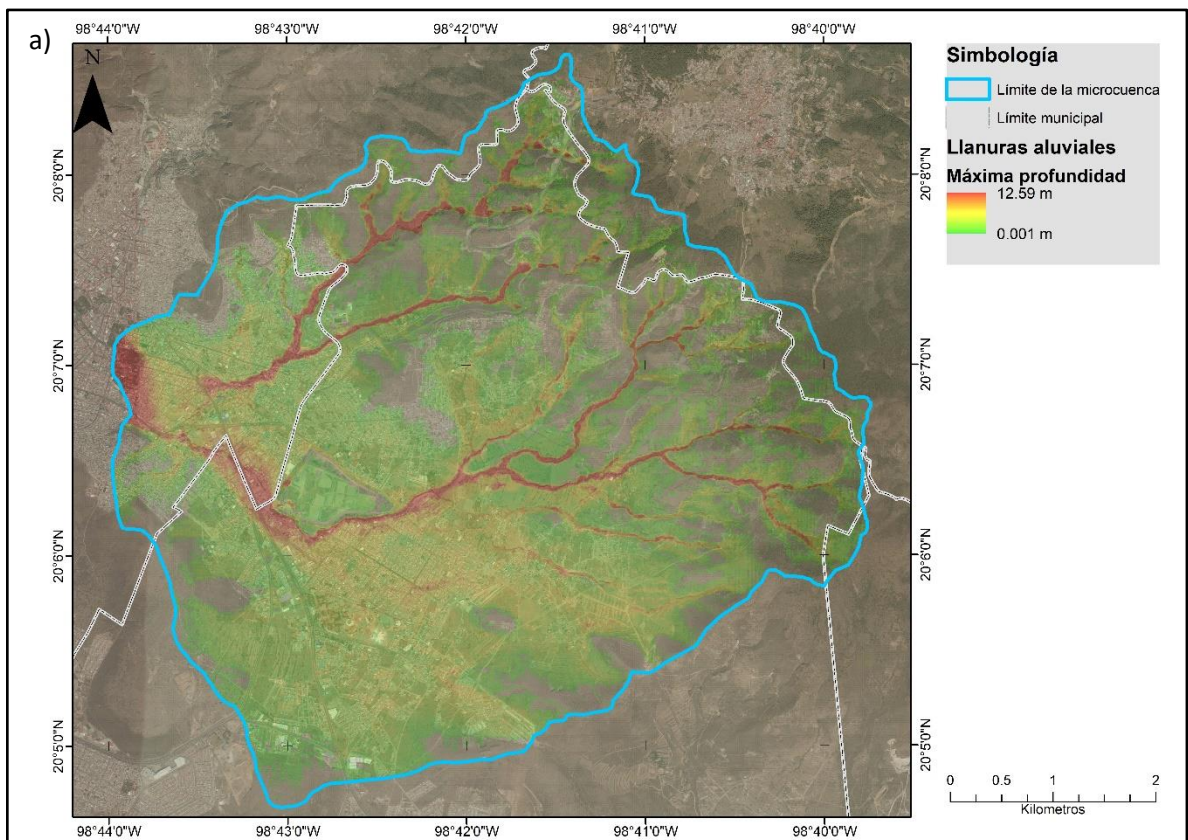 a)
98°44'0"W 98°43'0"W 98°42'0"W 98°41'0"W 98°40'0"W
N
20°8'0"N 20°8'0"N
20°7'0"N 20°7'0"N
20°6'0"N 20°6'0"N
20°5'0"N 20°5'0"N
98°44'0"W 98°43'0"W 98°42'0"W 98°41'0"W 98°40'0"W
Simbología
Límite de la microcuenca
Límite municipal
Llanuras aluviales
Máxima profundidad
12.59 m
0.001 m
0 0.5 1 2
Kilometros